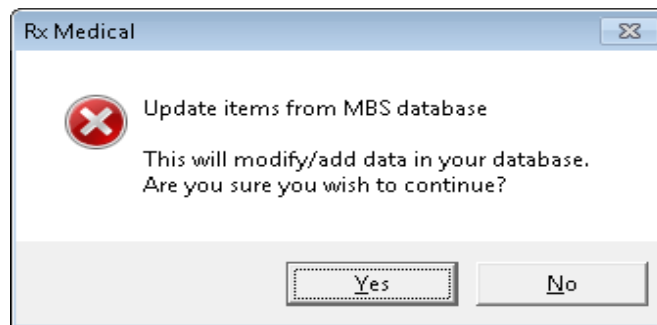 Rx Medical
Update items from MBS database
This will modify/add data in your database.
Are you sure you wish to continue?
Yes
No